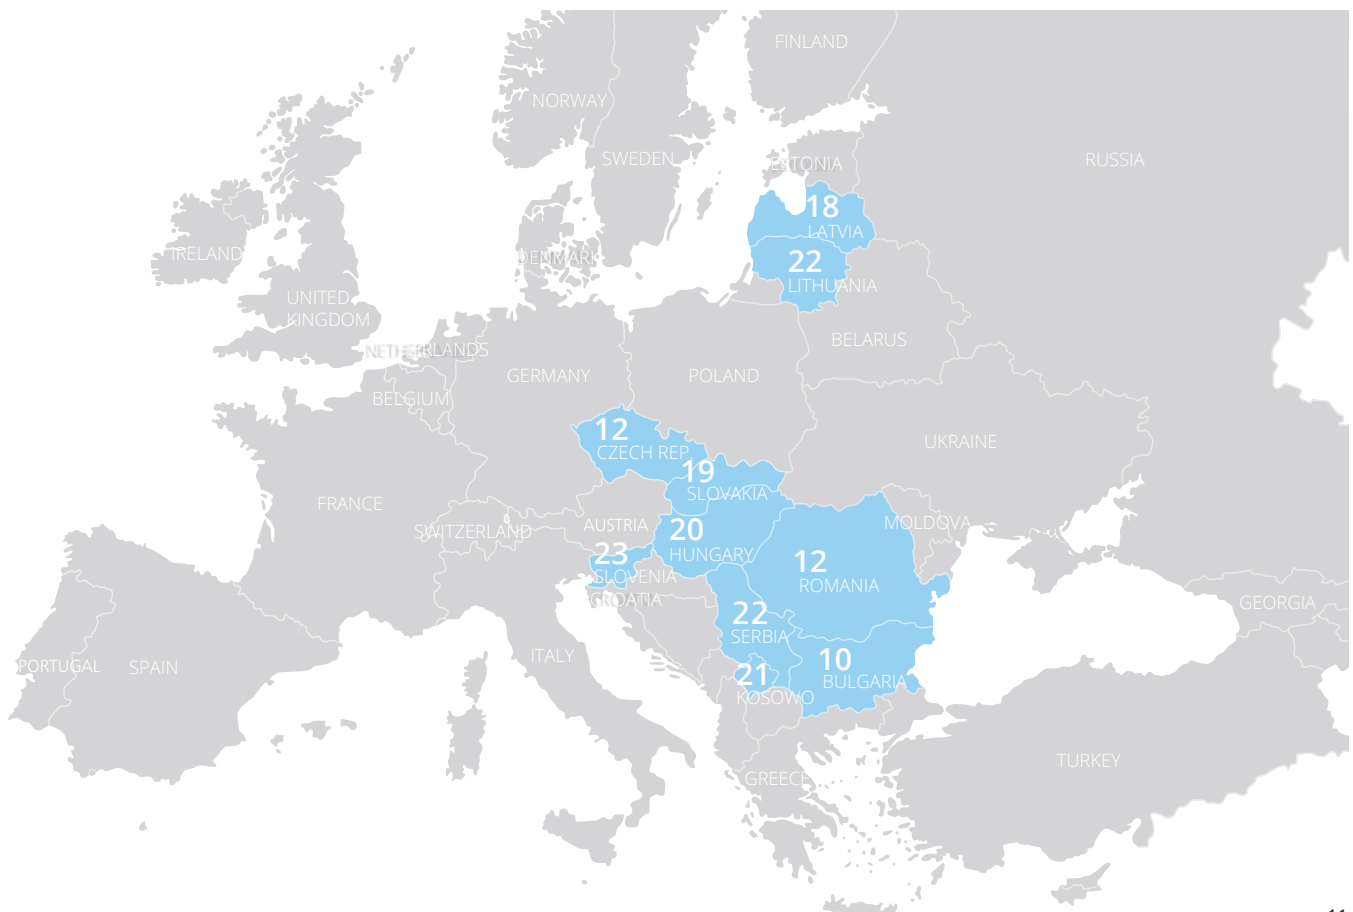 FINLAND
NORWAY
SWEDEN
ESTONIA
RUSSIA
18
LATVIA
IRELAND
DENMARK
22
LITHUANIA
UNITED
KINGDOM
BELARUS
NETHERLANDS
GERMANY
POLAND
BELGIUM
12
CZECH REP.
UKRAINE
19
SLOVAKIA
FRANCE
SWITZERLAND
AUSTRIA
20
HUNGARY
MOLDOVA
23
SLOVENIA
12
ROMANIA
CROATIA
GEORGIA
22
SERBIA
PORTUGAL
SPAIN
ITALY
10
BULGARIA
21
KOSOWO
TURKEY
GREECE